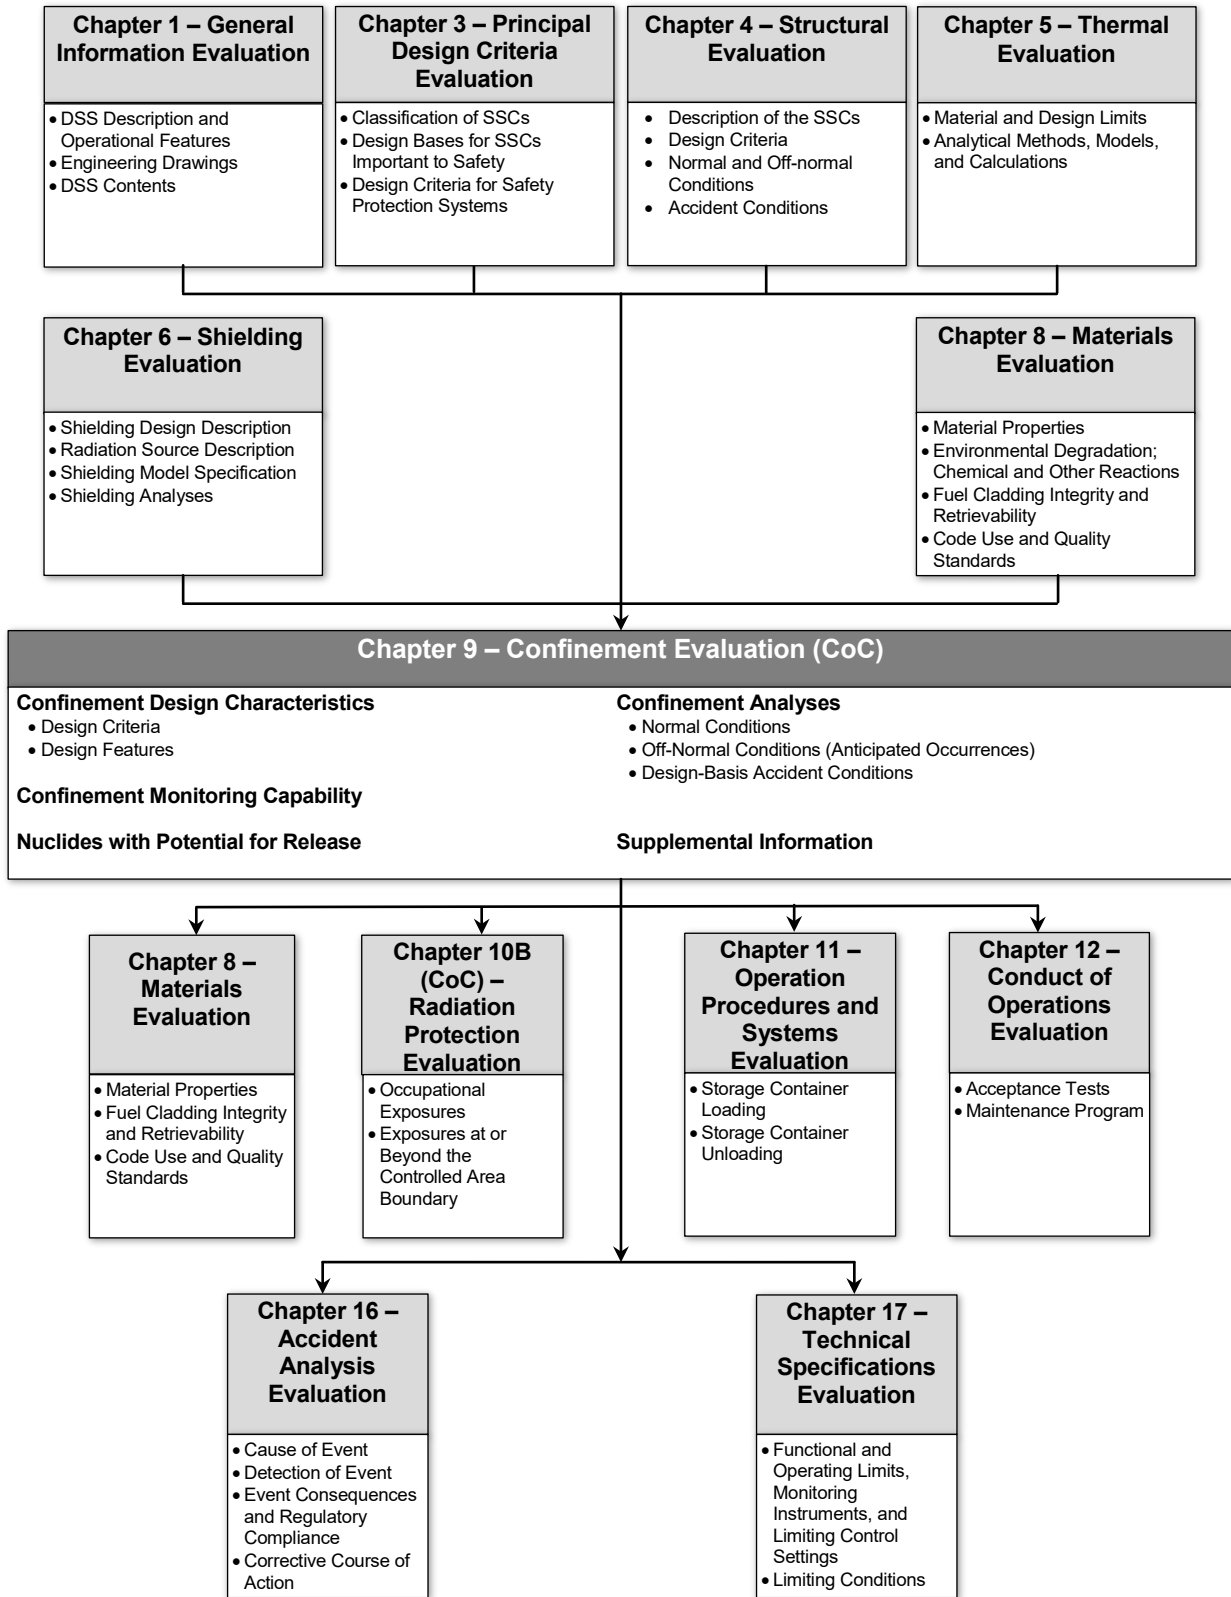 Chapter 1 – General
Information Evaluation
• DSS Description and
Operational Features
• Engineering Drawings
• DSS Contents
Chapter 3 – Principal
Design Criteria
Evaluation
• Classification of SSCs
• Design Bases for SSCs
Important to Safety
• Design Criteria for Safety
Protection Systems
Chapter 4 – Structural
Evaluation
• Description of the SSCs
• Design Criteria
• Normal and Off-normal
Conditions
• Accident Conditions
Chapter 5 – Thermal
Evaluation
• Material and Design Limits
• Analytical Methods, Models,
and Calculations
Chapter 6 – Shielding
Evaluation
• Shielding Design Description
• Radiation Source Description
• Shielding Model Specification
• Shielding Analyses
Chapter 8 – Materials
Evaluation
• Material Properties
• Environmental Degradation;
Chemical and Other Reactions
• Fuel Cladding Integrity and
Retrievability
• Code Use and Quality
Standards
Chapter 9 – Confinement Evaluation (CoC)
Confinement Design Characteristics
• Design Criteria
• Design Features
Confinement Monitoring Capability
Nuclides with Potential for Release
Confinement Analyses
• Normal Conditions
• Off-Normal Conditions (Anticipated Occurrences)
• Design-Basis Accident Conditions
Supplemental Information
Chapter 8 –
Materials
Evaluation
• Material Properties
• Fuel Cladding Integrity
and Retrievability
• Code Use and Quality
Standards
Chapter 10B
(CoC) –
Radiation
Protection
Evaluation
• Occupational
Exposures
• Exposures at or
Beyond the
Controlled Area
Boundary
Chapter 11 –
Operation
Procedures and
Systems
Evaluation
• Storage Container
Loading
• Storage Container
Unloading
Chapter 12 –
Conduct of
Operations
Evaluation
• Acceptance Tests
• Maintenance Program
Chapter 16 –
Accident
Analysis
Evaluation
• Cause of Event
• Detection of Event
• Event Consequences
and Regulatory
Compliance
• Corrective Course of
Action
Chapter 17 –
Technical
Specifications
Evaluation
• Functional and
Operating Limits,
Monitoring
Instruments, and
Limiting Control
Settings
• Limiting Conditions